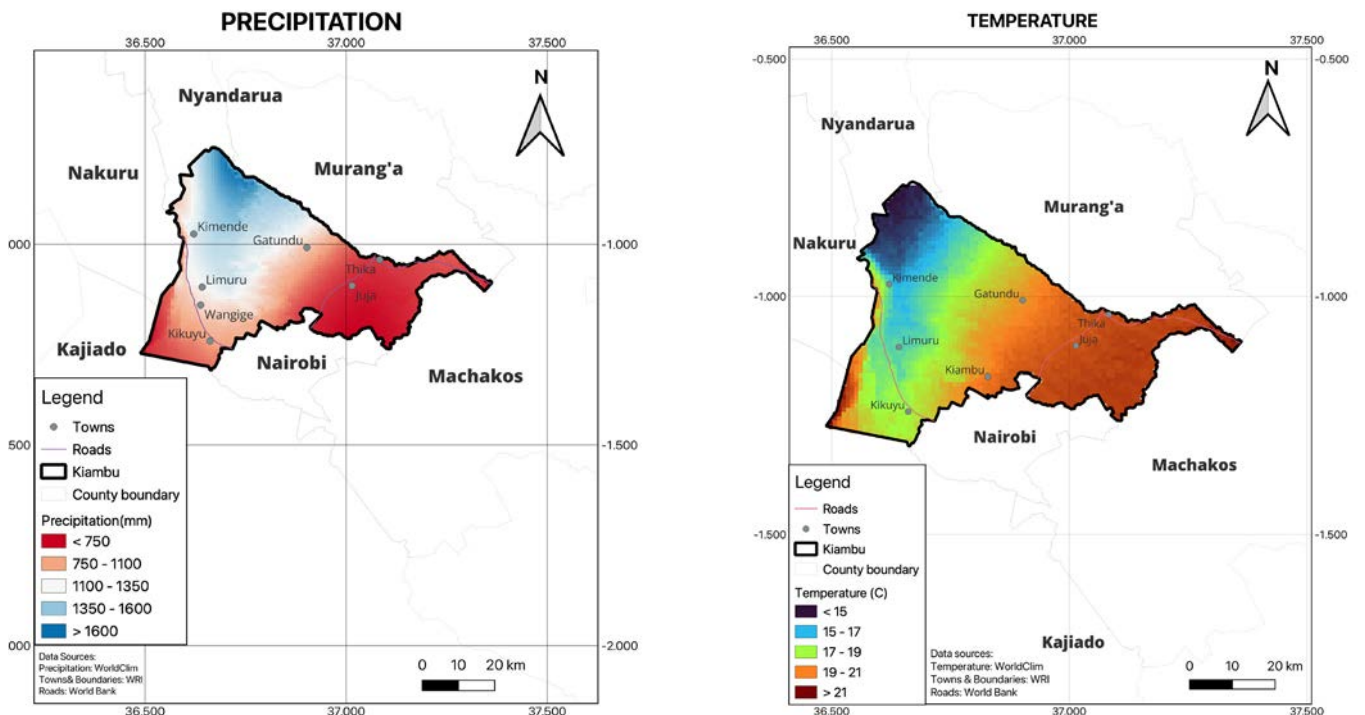 PRECIPITATION
36.500 37.000 37.500
N
Nyandarua
Nakuru
Murang'a
Kimende
Gatundu
000
-1.000
Thika
Limuru
Juja
Wangige
Kikuyu
Kajiado
Nairobi
Machakos
Legend
Towns
Roads
Kiambu
County boundary
500
-1.500
Precipitation(mm)
< 750
750 - 1100
1100 - 1350
1350 - 1600
> 1600
000
-2.000
Data Sources:
Precipitation: WorldClim
Towns& Boundaries: WRI
Roads: World Bank
0 10 20 km
36.500 37.000 37.500
TEMPERATURE
36.500 37.000 37.500
-0.500 -0.500
N
Nyandarua
Murang'a
Nakuru
Kimende
Gatundu
-1.000 -1.000
Thika
Limuru
Juja
Kiambu
Kikuyu
Nairobi
Machakos
Legend
Roads
Towns
Kiambu
County boundary
-1.500 -1.500
Temperature (C)
< 15
15 - 17
17 - 19
19 - 21
> 21
Kajiado
Data sources:
Temperature: WorldClim
Towns & Boundaries: WRI
Roads: World Bank
0 10 20 km
36.500 37.000 37.500